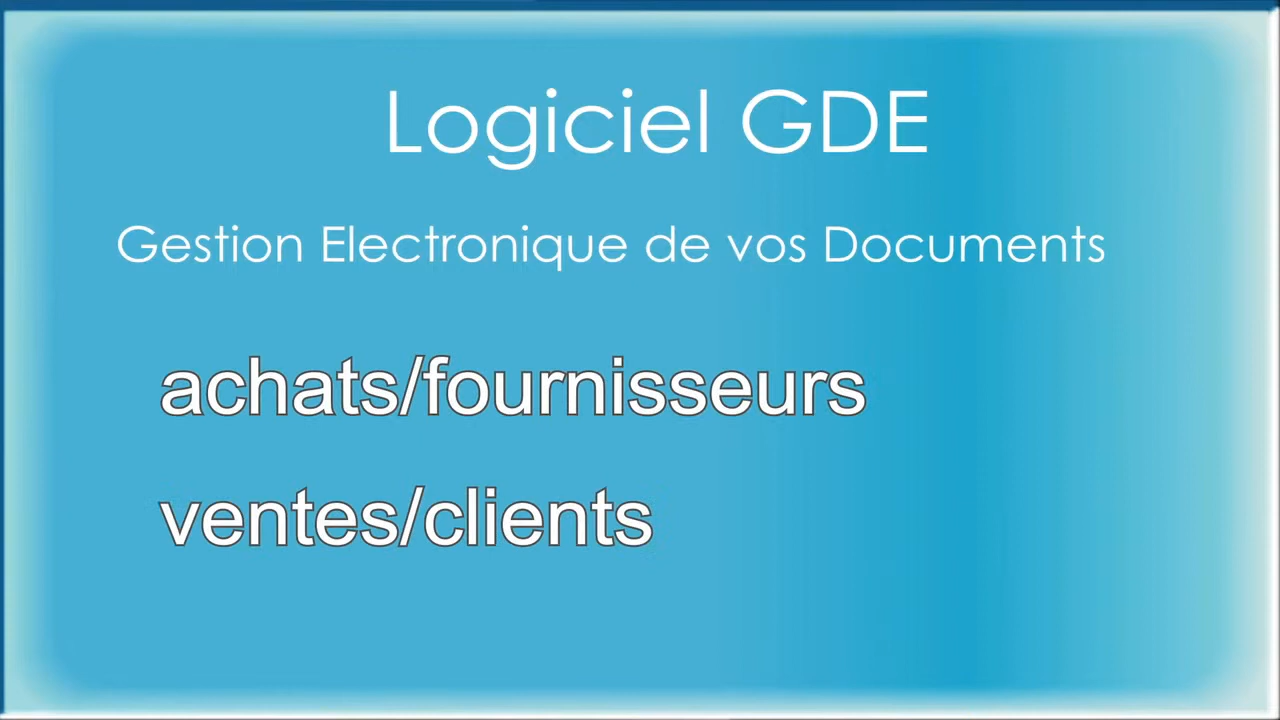 Logiciel GDE
Gestion Electronique de vos Documents
achats/fournisseurs
ventes/clients